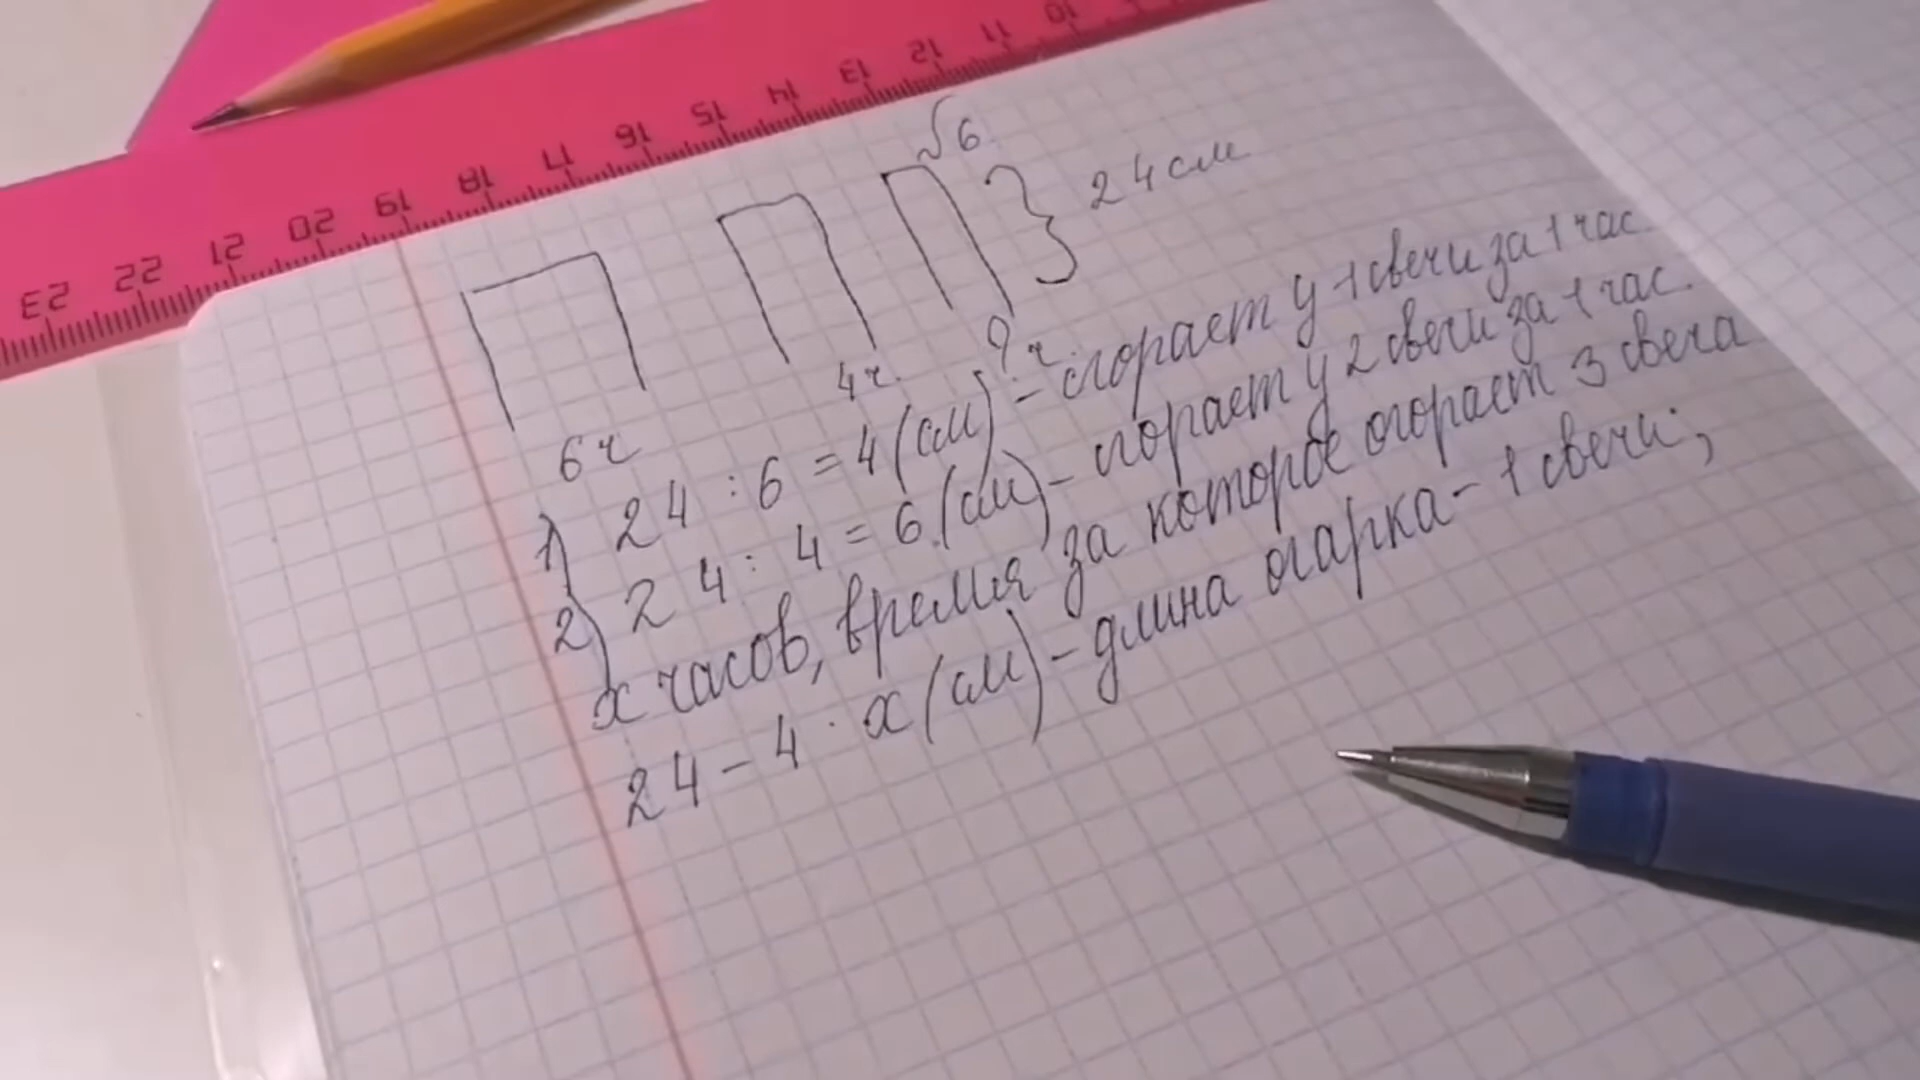 23 22 21 20 19 18 17 16 15 14 13 12 11 10
√6
24 см
6 ч 4 ч. ? ч.
1) 24 : 6 = 4 (см) - сгорает у 1 свечи за 1 час.
2) 24 : 4 = 6 (см) - сгорает у 2 свечи за 1 час.
x часов, время за которое сгорает 3 свеча
24 - 4 · x (см) - длина огарка - 1 свечи;